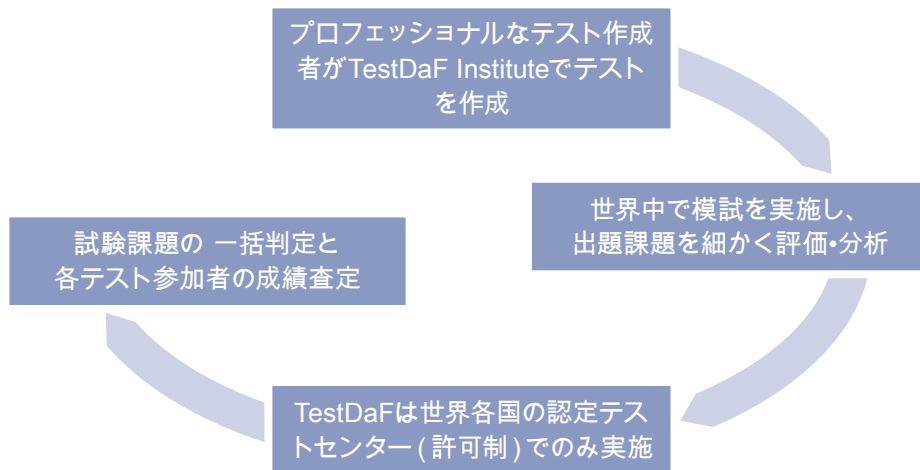 プロフェッショナルなテスト作成
者がTestDaF Instituteでテスト
を作成
世界中で模試を実施し、
出題課題を細かく評価•分析
TestDaFは世界各国の認定テス
トセンター(許可制)でのみ実施
試験課題の 一括判定と
各テスト参加者の成績査定